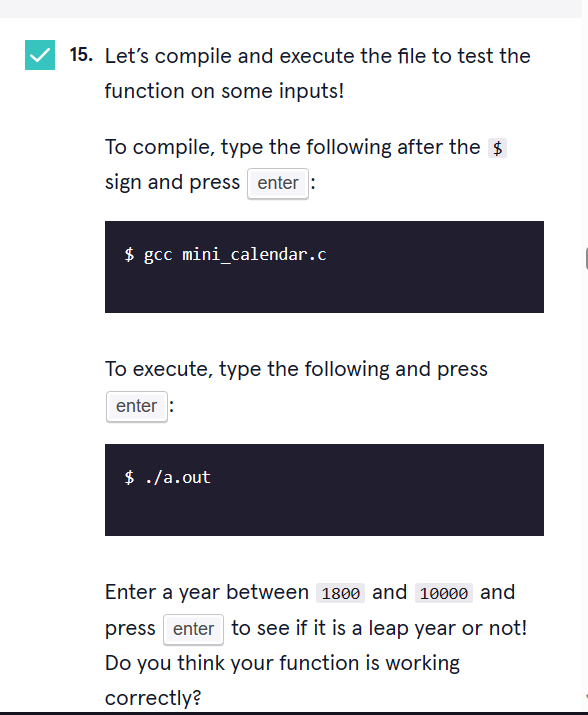 15. Let’s compile and execute the file to test the
function on some inputs!
To compile, type the following after the $
sign and press enter:
$ gcc mini_calendar.c
To execute, type the following and press
enter:
$ ./a.out
Enter a year between 1800 and 10000 and
press enter to see if it is a leap year or not!
Do you think your function is working
correctly?